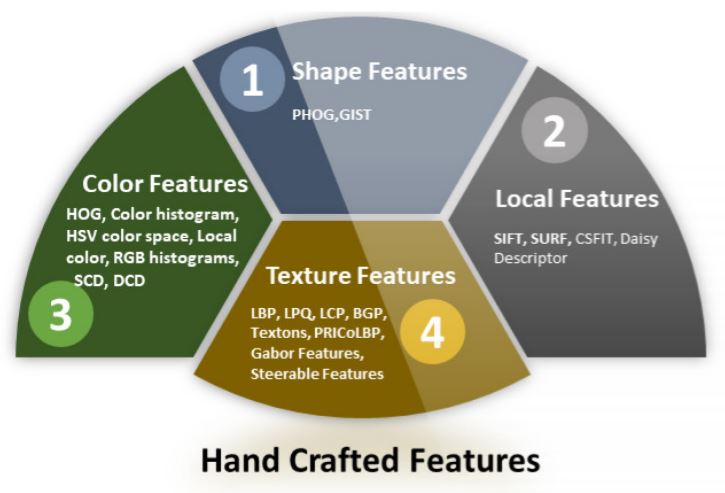 1
Shape Features
PHOG,GIST
2
Local Features
SIFT, SURF, CSFIT, Daisy
Descriptor
Color Features
HOG, Color histogram,
HSV color space, Local
color, RGB histograms,
SCD, DCD
3
Texture Features
LBP, LPQ, LCP, BGP,
Textons, PRICoLBP,
Gabor Features,
Steerable Features
4
Hand Crafted Features